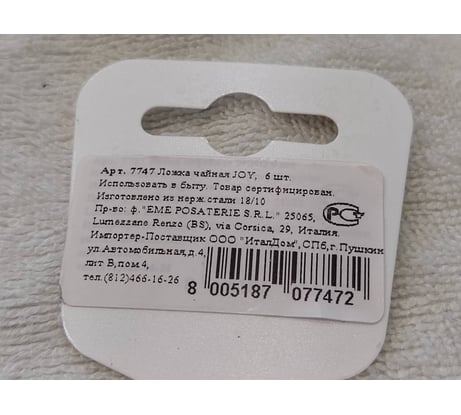 Арт. 7747 Ложка чайная JOY, 6 шт.
Использовать в быту. Товар сертифицирован.
Изготовлено из нерж.стали 18/10
Пр-во: ф."EME POSATERIE S.R.L." 25065,
Lumezzane Renzo (BS), via Corsica, 29, Италия.
Импортер-Поставщик ООО "ИталДом",СПб,г.Пушкин
ул.Автомобильная,д.4,
лит В,пом.4,
тел.(812)466-16-26
РСТ
8 005187 077472